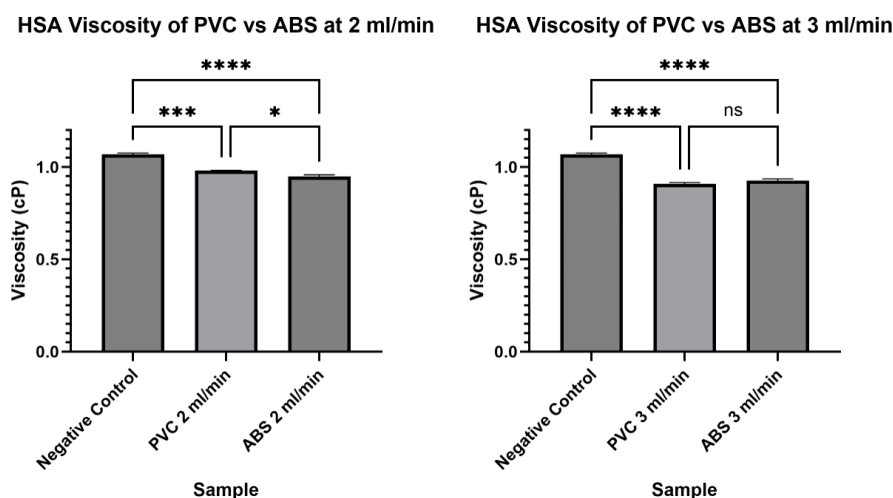 HSA Viscosity of PVC vs ABS at 2 ml/min
****
*** *
1.0
0.5
0.0
Viscosity (cP)
Negative Control
PVC 2 ml/min
ABS 2 ml/min
Sample
HSA Viscosity of PVC vs ABS at 3 ml/min
****
**** ns
1.0
0.5
0.0
Viscosity (cP)
Negative Control
PVC 3 ml/min
ABS 3 ml/min
Sample